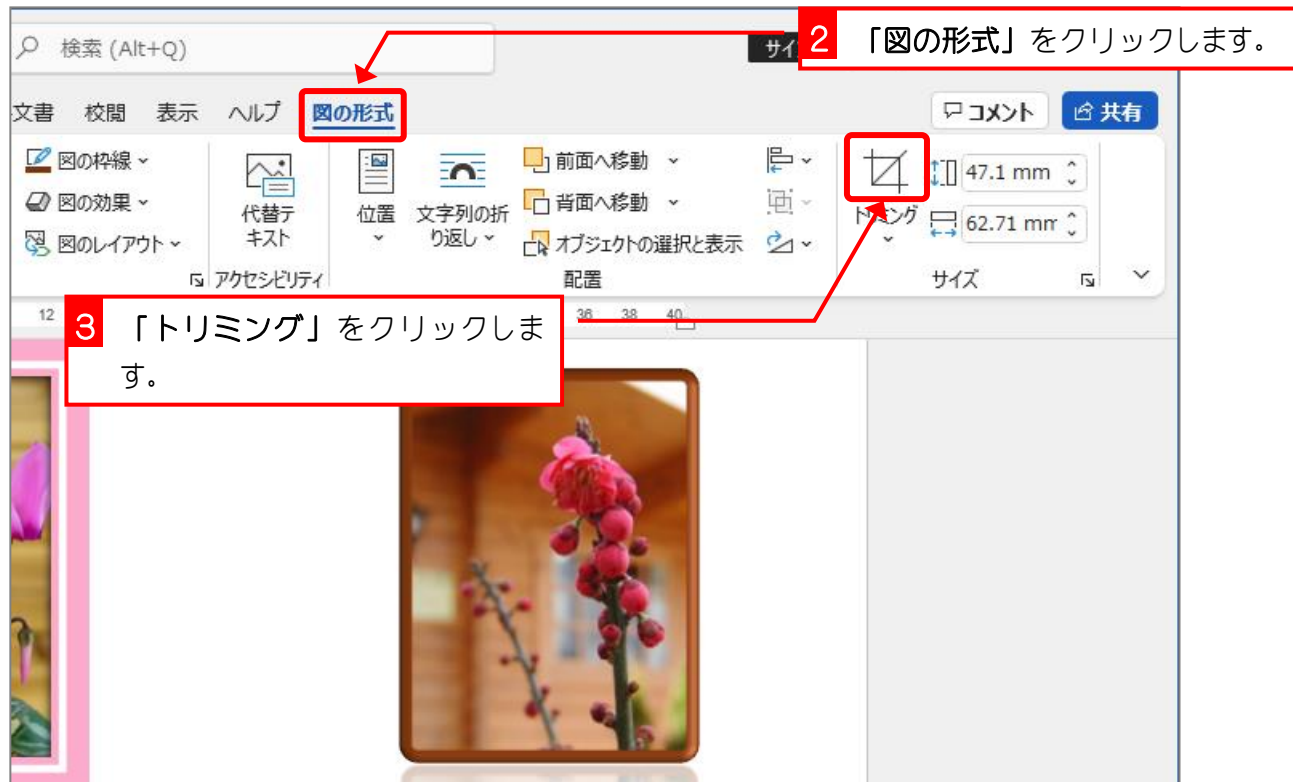 検索 (Alt+Q)
サイ
2 「図の形式」をクリックします。
文書 校閲 表示 ヘルプ 図の形式
コメント 共有
図の枠線
図の効果
図のレイアウト
代替テ
キスト
アクセシビリティ
位置
文字列の折
り返し
前面へ移動
背面へ移動
オブジェクトの選択と表示
配置
トリミング
47.1 mm
62.71 mm
サイズ
12 36 38 40
3 「トリミング」をクリックしま
す。